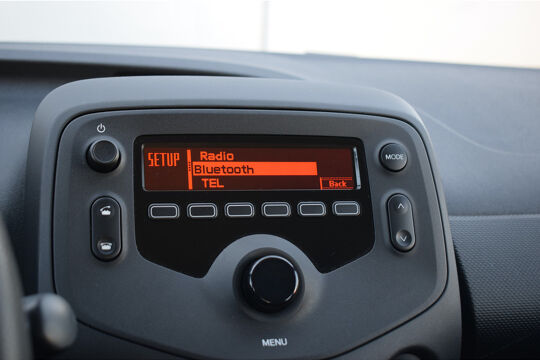 SETUP
Radio
Bluetooth
TEL
Back
MODE
MENU